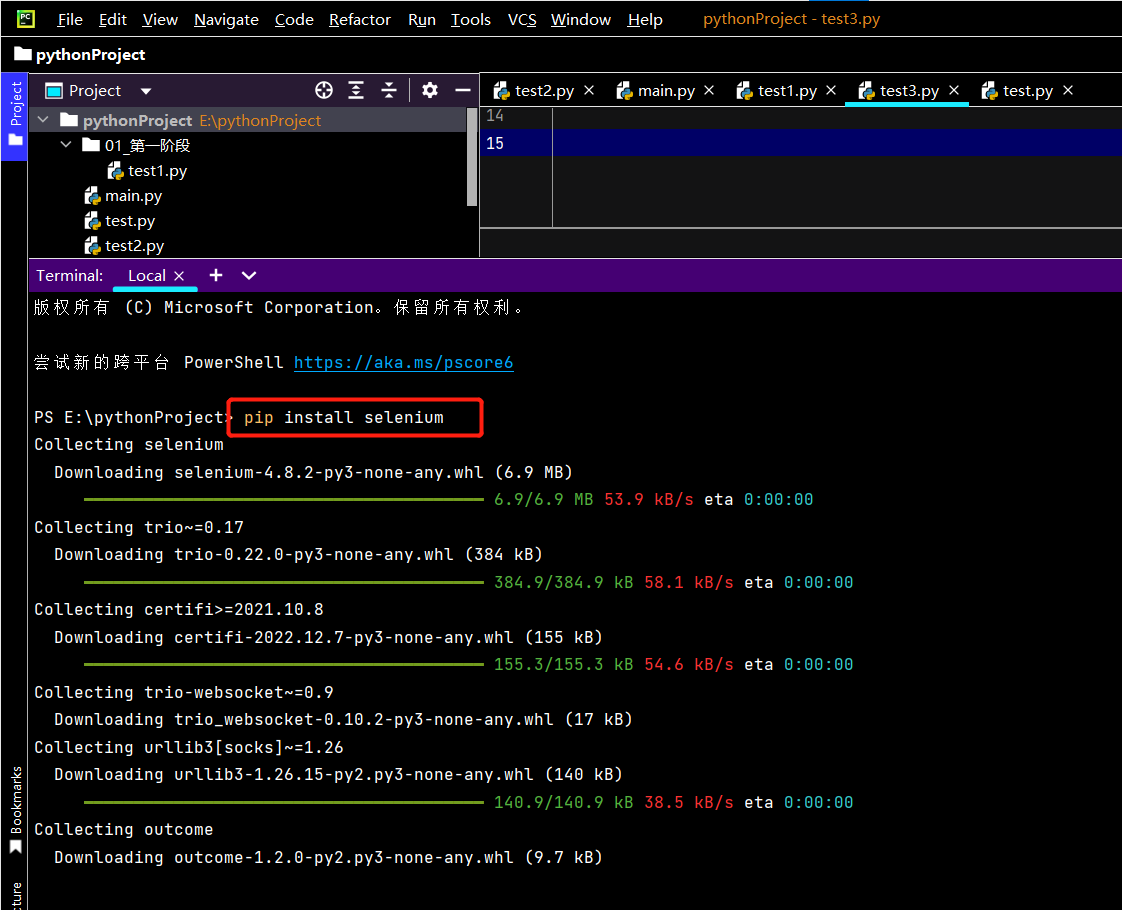 PC File Edit View Navigate Code Refactor Run Tools VCS Window Help pythonProject - test3.py
pythonProject
Project
Project
test2.py
main.py
test1.py
test3.py
test.py
pythonProject E:\pythonProject
01_第一阶段
test1.py
main.py
test.py
test2.py
14
15
Terminal: Local
版权所有 (C) Microsoft Corporation。保留所有权利。
尝试新的跨平台 PowerShell https://aka.ms/pscore6
PS E:\pythonProject> pip install selenium
Collecting selenium
Downloading selenium-4.8.2-py3-none-any.whl (6.9 MB)
6.9/6.9 MB 53.9 kB/s eta 0:00:00
Collecting trio~=0.17
Downloading trio-0.22.0-py3-none-any.whl (384 kB)
384.9/384.9 kB 58.1 kB/s eta 0:00:00
Collecting certifi>=2021.10.8
Downloading certifi-2022.12.7-py3-none-any.whl (155 kB)
155.3/155.3 kB 54.6 kB/s eta 0:00:00
Collecting trio-websocket~=0.9
Downloading trio_websocket-0.10.2-py3-none-any.whl (17 kB)
Collecting urllib3[socks]~=1.26
Downloading urllib3-1.26.15-py2.py3-none-any.whl (140 kB)
140.9/140.9 kB 38.5 kB/s eta 0:00:00
Collecting outcome
Downloading outcome-1.2.0-py2.py3-none-any.whl (9.7 kB)
Bookmarks
cture